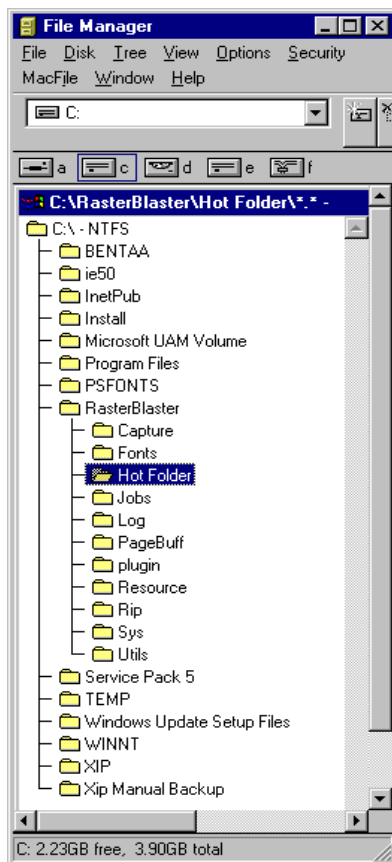 File Manager
File Disk Tree View Options Security
MacFile Window Help
C:
a c d e f
C:\RasterBlaster\Hot Folder\*.* -
C:\ - NTFS
BENTAA
ie50
InetPub
Install
Microsoft UAM Volume
Program Files
PSFONTS
RasterBlaster
Capture
Fonts
Hot Folder
Jobs
Log
PageBuff
plugin
Resource
Rip
Sys
Utils
Service Pack 5
TEMP
Windows Update Setup Files
WINNT
XIP
Xip Manual Backup
C: 2.23GB free, 3.90GB total